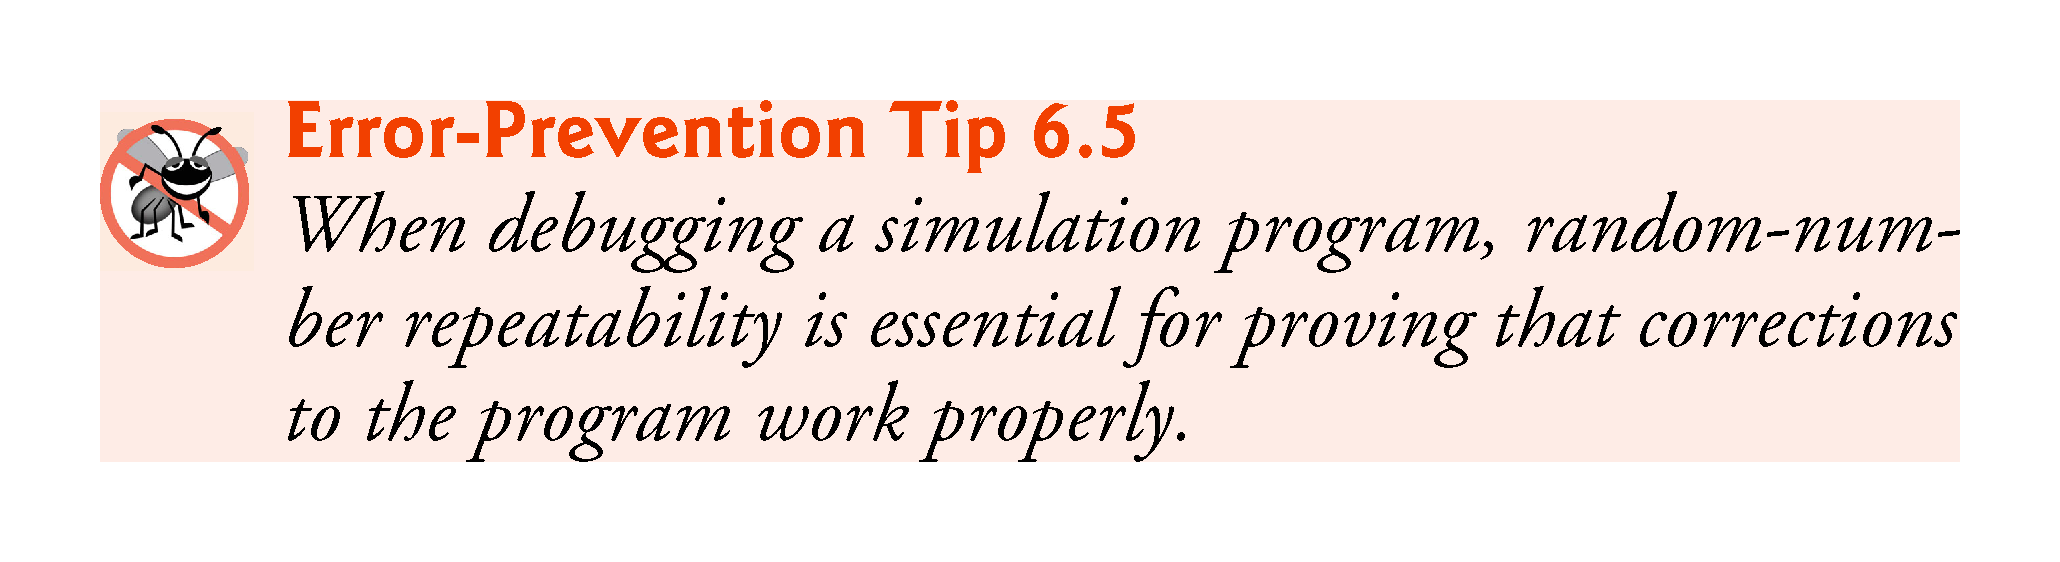 Error-Prevention Tip 6.5
When debugging a simulation program, random-num-
ber repeatability is essential for proving that corrections
to the program work properly.